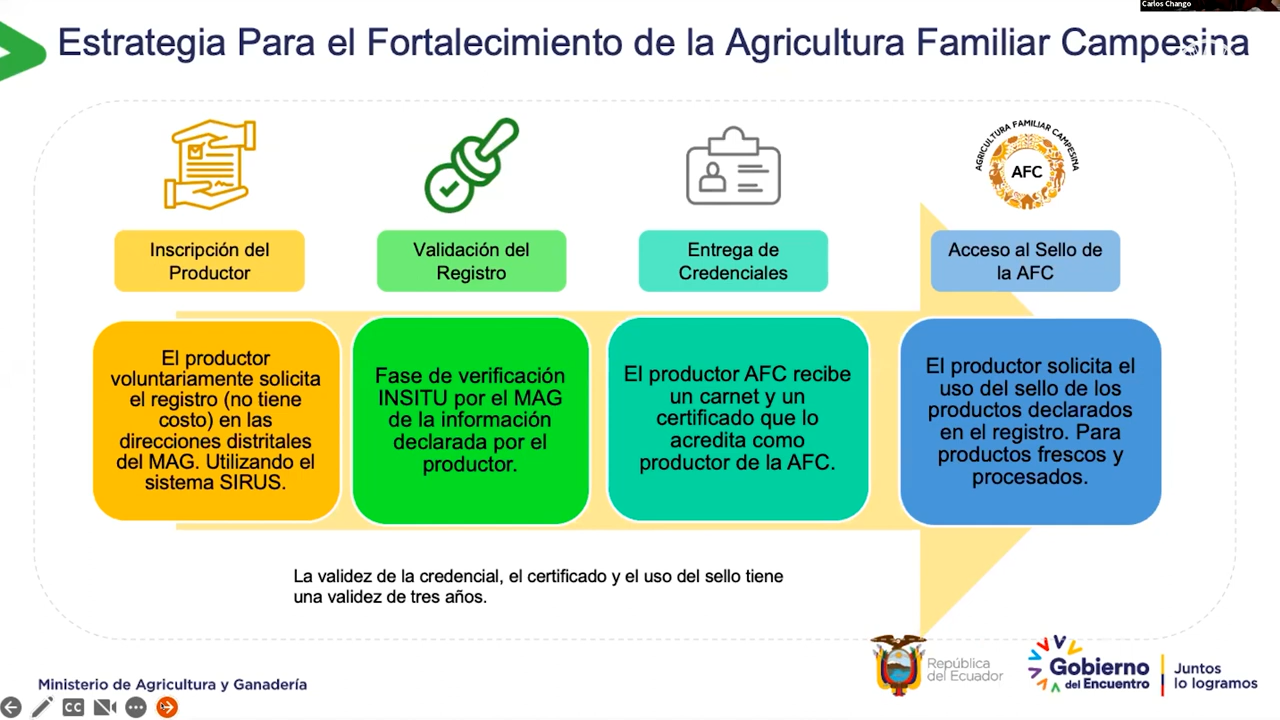 Carlos Chango
Estrategia Para el Fortalecimiento de la Agricultura Familiar Campesina
AGRICULTURA FAMILIAR CAMPESINA
AFC
Inscripción del
Productor
Validación del
Registro
Entrega de
Credenciales
Acceso al Sello de
la AFC
El productor
voluntariamente solicita
el registro (no tiene
costo) en las
direcciones distritales
del MAG. Utilizando el
sistema SIRUS.
Fase de verificación
INSITU por el MAG
de la información
declarada por el
productor.
El productor AFC recibe
un carnet y un
certificado que lo
acredita como
productor de la AFC.
El productor solicita el
uso del sello de los
productos declarados
en el registro. Para
productos frescos y
procesados.
La validez de la credencial, el certificado y el uso del sello tiene
una validez de tres años.
Ministerio de Agricultura y Ganadería
CC
República
del Ecuador
Gobierno
del Encuentro
Juntos
lo logramos